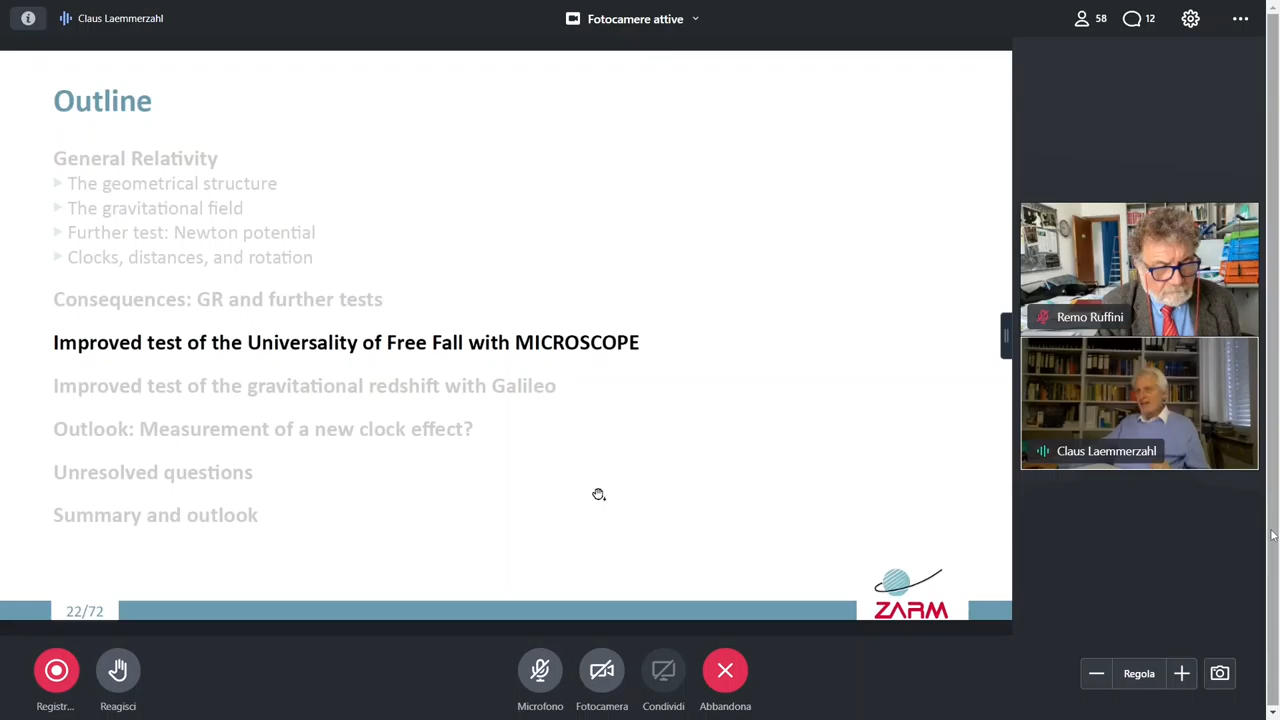 Claus Laemmerzahl
Fotocamere attive
58
12
Outline
General Relativity
The geometrical structure
The gravitational field
Further test: Newton potential
Clocks, distances, and rotation
Consequences: GR and further tests
Improved test of the Universality of Free Fall with MICROSCOPE
Improved test of the gravitational redshift with Galileo
Outlook: Measurement of a new clock effect?
Unresolved questions
Summary and outlook
22/72
ZARM
Remo Ruffini
Claus Laemmerzahl
Registr...
Reagisci
Microfono
Fotocamera
Condividi
Abbandona
Regola